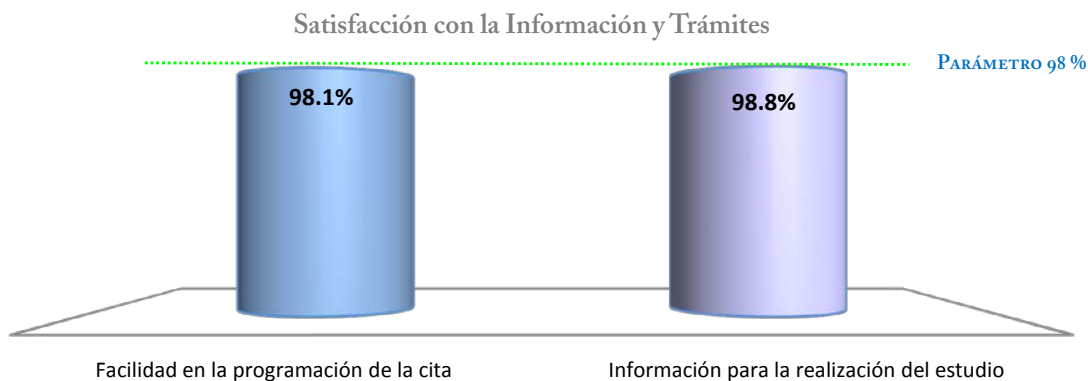 Satisfacción con la Información y Trámites
Parámetro 98 %
98.1%
98.8%
Facilidad en la programación de la cita
Información para la realización del estudio